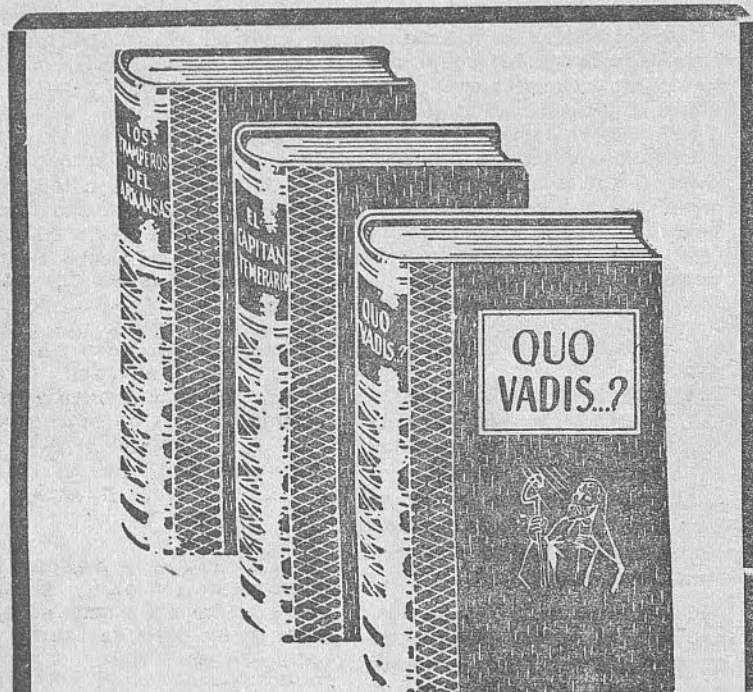 LOS
TRAMPEROS
DEL
ARKANSAS
EL
CAPITAN
TEMERARIO
QUO
VADIS..?
QUO
VADIS...?